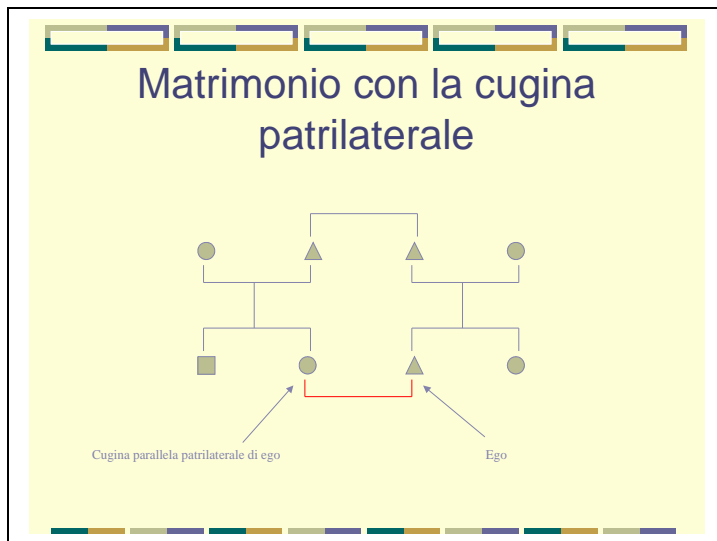 Matrimonio con la cugina
patrilaterale
Cugina parallela patrilaterale di ego
Ego